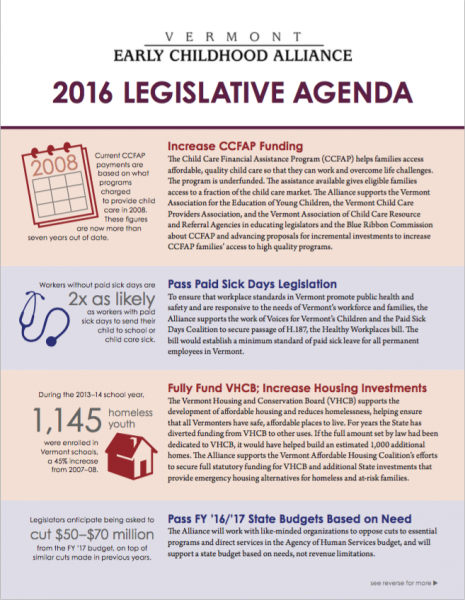 VERMONT
EARLY CHILDHOOD ALLIANCE
2016 LEGISLATIVE AGENDA
2008
Current CCFAP
payments are
based on what
programs
charged
to provide child
care in 2008.
These figures
are now more than
seven years out of date.
Increase CCFAP Funding
The Child Care Financial Assistance Program (CCFAP) helps families access
affordable, quality child care so that they can work and overcome life challenges.
The program is underfunded. The assistance available gives eligible families
access to a fraction of the child care market. The Alliance supports the Vermont
Association for the Education of Young Children, the Vermont Child Care
Providers Association, and the Vermont Association of Child Care Resource
and Referral Agencies in educating legislators and the Blue Ribbon Commission
about CCFAP and advancing proposals for incremental investments to increase
CCFAP families' access to high quality programs.
Workers without paid sick days are
2x as likely
as workers with paid
sick days to send their
child to school or
child care sick.
Pass Paid Sick Days Legislation
To ensure that workplace standards in Vermont promote public health and
safety and are responsive to the needs of Vermont's workforce and families, the
Alliance supports the work of Voices for Vermont's Children and the Paid Sick
Days Coalition to secure passage of H.187, the Healthy Workplaces bill. The
bill would establish a minimum standard of paid sick leave for all permanent
employees in Vermont.
During the 2013–14 school year,
1,145 homeless
youth
were enrolled in
Vermont schools,
a 45% increase
from 2007–08.
Fully Fund VHCB; Increase Housing Investments
The Vermont Housing and Conservation Board (VHCB) supports the
development of affordable housing and reduces homelessness, helping ensure
that all Vermonters have safe, affordable places to live. For years the State has
diverted funding from VHCB to other uses. If the full amount set by law had been
dedicated to VHCB, it would have helped build an estimated 1,000 additional
homes. The Alliance supports the Vermont Affordable Housing Coalition's efforts
to secure full statutory funding for VHCB and additional State investments that
provide emergency housing alternatives for homeless and at-risk families.
Legislators anticipate being asked to
cut $50–$70 million
from the FY '17 budget, on top of
similar cuts made in previous years.
Pass FY '16/'17 State Budgets Based on Need
The Alliance will work with like-minded organizations to oppose cuts to essential
programs and direct services in the Agency of Human Services budget, and will
support a state budget based on needs, not revenue limitations.
see reverse for more ▶